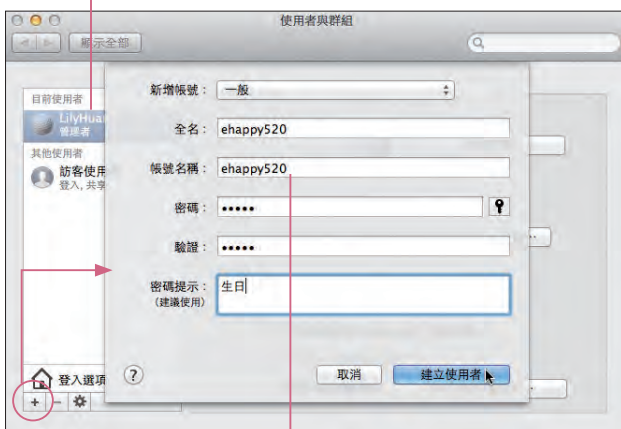 使用者與群組
顯示全部
目前使用者
LilyHua
管理者
其他使用者
訪客使用
登入, 共享
登入選項
新增帳號： 一般
全名： ehappy520
帳號名稱： ehappy520
密碼： •••••
驗證： •••••
密碼提示： 生日
（建議使用）
?
取消
建立使用者
+ −